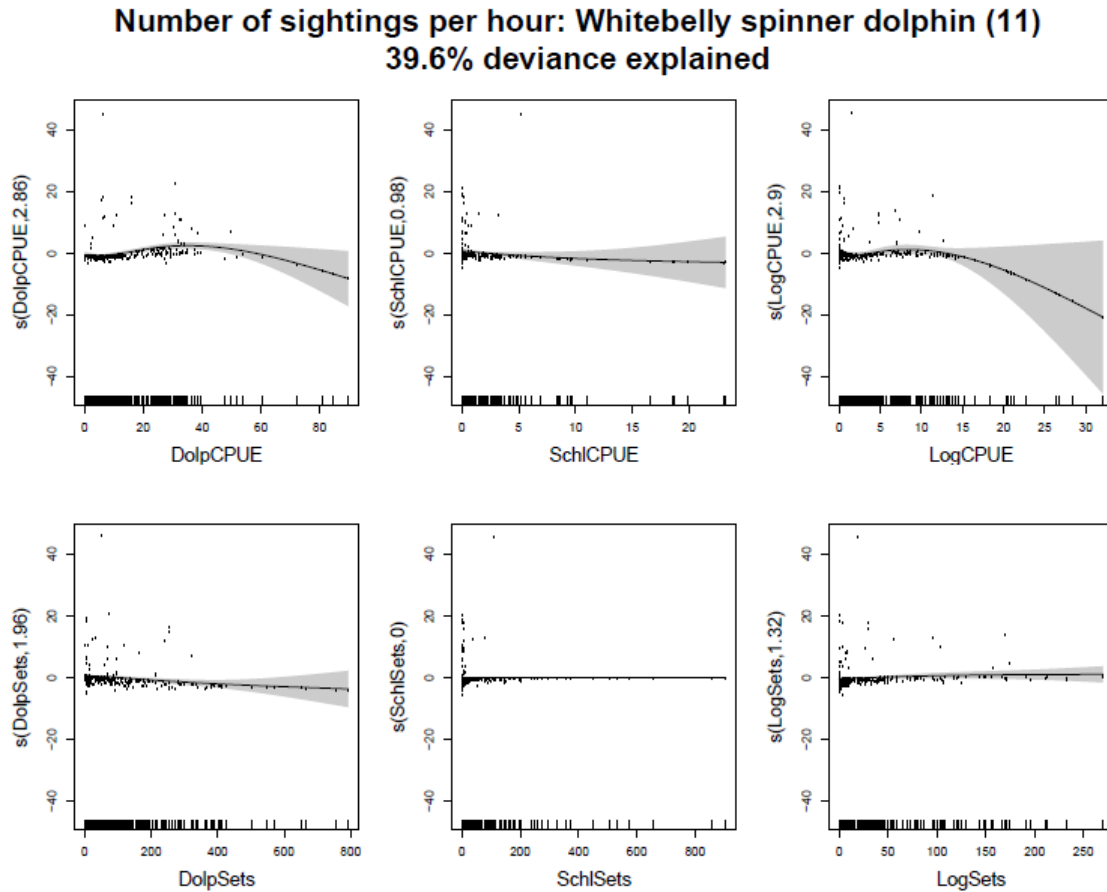 Number of sightings per hour: Whitebelly spinner dolphin (11)
39.6% deviance explained
s(DolpCPUE,2.86)
40
20
0
-20
-40
0 20 40 60 80
DolpCPUE
s(SchlCPUE,0.98)
40
20
0
-20
-40
0 5 10 15 20
SchlCPUE
s(LogCPUE,2.9)
40
20
0
-20
-40
0 5 10 15 20 25 30
LogCPUE
s(DolpSets,1.96)
40
20
0
-20
-40
0 200 400 600 800
DolpSets
s(SchlSets,0)
40
20
0
-20
-40
0 200 400 600 800
SchlSets
s(LogSets,1.32)
40
20
0
-20
-40
0 50 100 150 200 250
LogSets